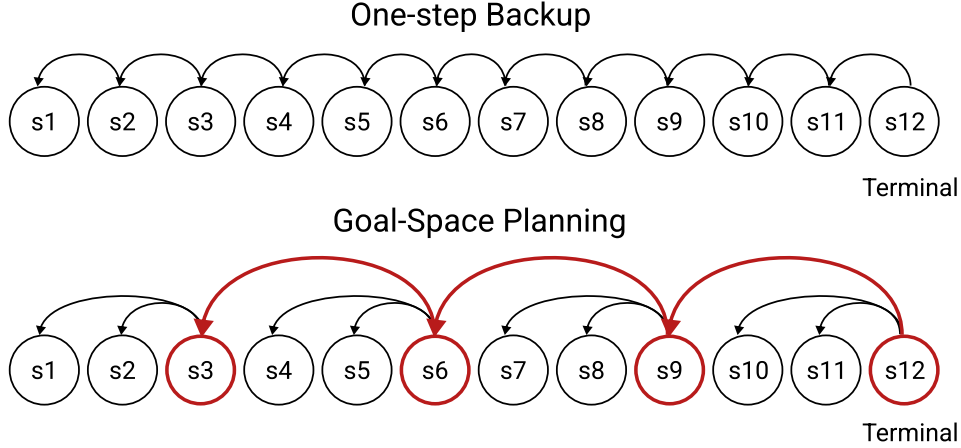 One-step Backup
s1 s2 s3 s4 s5 s6 s7 s8 s9 s10 s11 s12
Terminal
Goal-Space Planning
s1 s2 s3 s4 s5 s6 s7 s8 s9 s10 s11 s12
Terminal